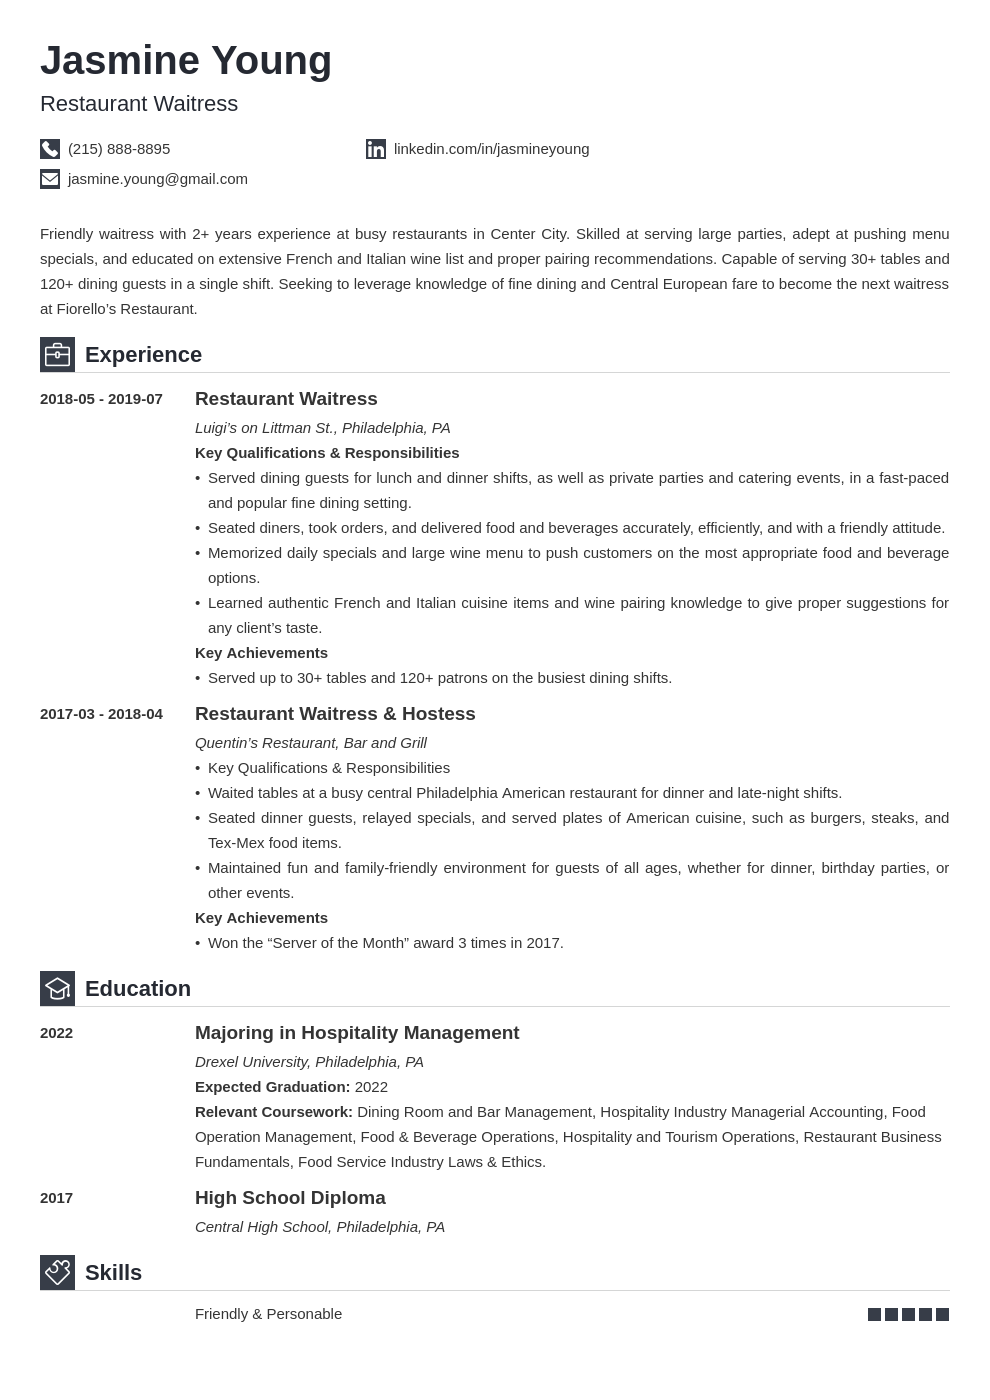 Jasmine Young
Restaurant Waitress
(215) 888-8895
linkedin.com/in/jasmineyoung
jasmine.young@gmail.com
Friendly waitress with 2+ years experience at busy restaurants in Center City. Skilled at serving large parties, adept at pushing menu
specials, and educated on extensive French and Italian wine list and proper pairing recommendations. Capable of serving 30+ tables and
120+ dining guests in a single shift. Seeking to leverage knowledge of fine dining and Central European fare to become the next waitress
at Fiorello’s Restaurant.
Experience
2018-05 - 2019-07
Restaurant Waitress
Luigi’s on Littman St., Philadelphia, PA
Key Qualifications & Responsibilities
• Served dining guests for lunch and dinner shifts, as well as private parties and catering events, in a fast-paced
and popular fine dining setting.
• Seated diners, took orders, and delivered food and beverages accurately, efficiently, and with a friendly attitude.
• Memorized daily specials and large wine menu to push customers on the most appropriate food and beverage
options.
• Learned authentic French and Italian cuisine items and wine pairing knowledge to give proper suggestions for
any client’s taste.
Key Achievements
• Served up to 30+ tables and 120+ patrons on the busiest dining shifts.
2017-03 - 2018-04
Restaurant Waitress & Hostess
Quentin’s Restaurant, Bar and Grill
• Key Qualifications & Responsibilities
• Waited tables at a busy central Philadelphia American restaurant for dinner and late-night shifts.
• Seated dinner guests, relayed specials, and served plates of American cuisine, such as burgers, steaks, and
Tex-Mex food items.
• Maintained fun and family-friendly environment for guests of all ages, whether for dinner, birthday parties, or
other events.
Key Achievements
• Won the “Server of the Month” award 3 times in 2017.
Education
2022
Majoring in Hospitality Management
Drexel University, Philadelphia, PA
Expected Graduation: 2022
Relevant Coursework: Dining Room and Bar Management, Hospitality Industry Managerial Accounting, Food
Operation Management, Food & Beverage Operations, Hospitality and Tourism Operations, Restaurant Business
Fundamentals, Food Service Industry Laws & Ethics.
2017
High School Diploma
Central High School, Philadelphia, PA
Skills
Friendly & Personable